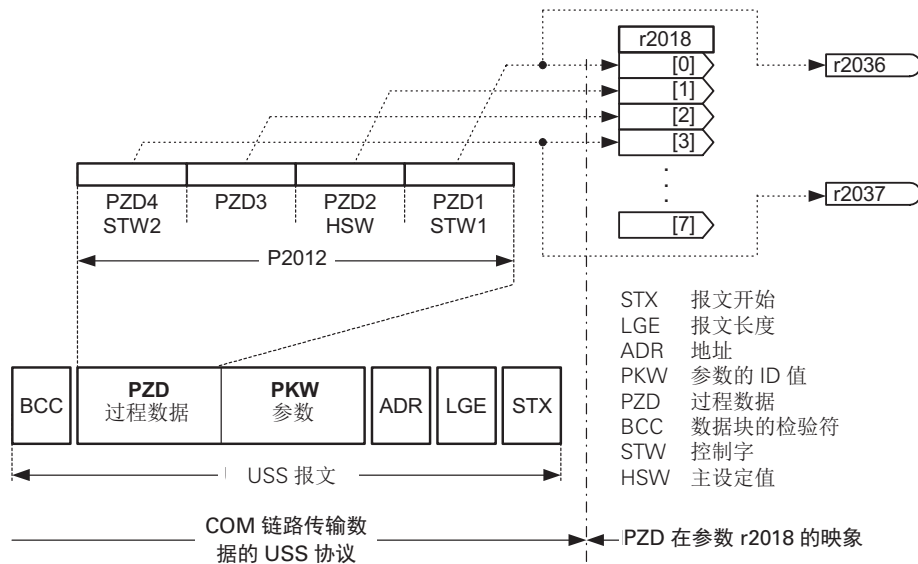 r2018
[0]
r2036
[1]
[2]
[3]
PZD4 PZD3 PZD2 PZD1
STW2 HSW STW1
r2037
[7]
P2012
STX 报文开始
LGE 报文长度
ADR 地址
PKW 参数的 ID 值
PZD 过程数据
BCC 数据块的检验符
STW 控制字
HSW 主设定值
BCC PZD 过程数据 PKW 参数 ADR LGE STX
USS 报文
COM 链路传输数
据的 USS 协议
PZD 在参数 r2018 的映象